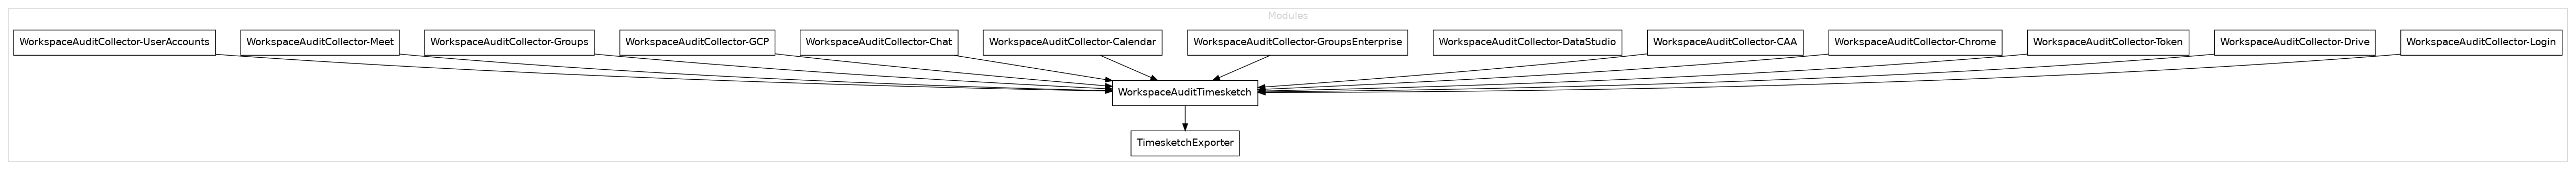 Modules
WorkspaceAuditCollector-UserAccounts
WorkspaceAuditCollector-Meet
WorkspaceAuditCollector-Groups
WorkspaceAuditCollector-GCP
WorkspaceAuditCollector-Chat
WorkspaceAuditCollector-Calendar
WorkspaceAuditCollector-GroupsEnterprise
WorkspaceAuditCollector-DataStudio
WorkspaceAuditCollector-CAA
WorkspaceAuditCollector-Chrome
WorkspaceAuditCollector-Token
WorkspaceAuditCollector-Drive
WorkspaceAuditCollector-Login
WorkspaceAuditTimesketch
TimesketchExporter